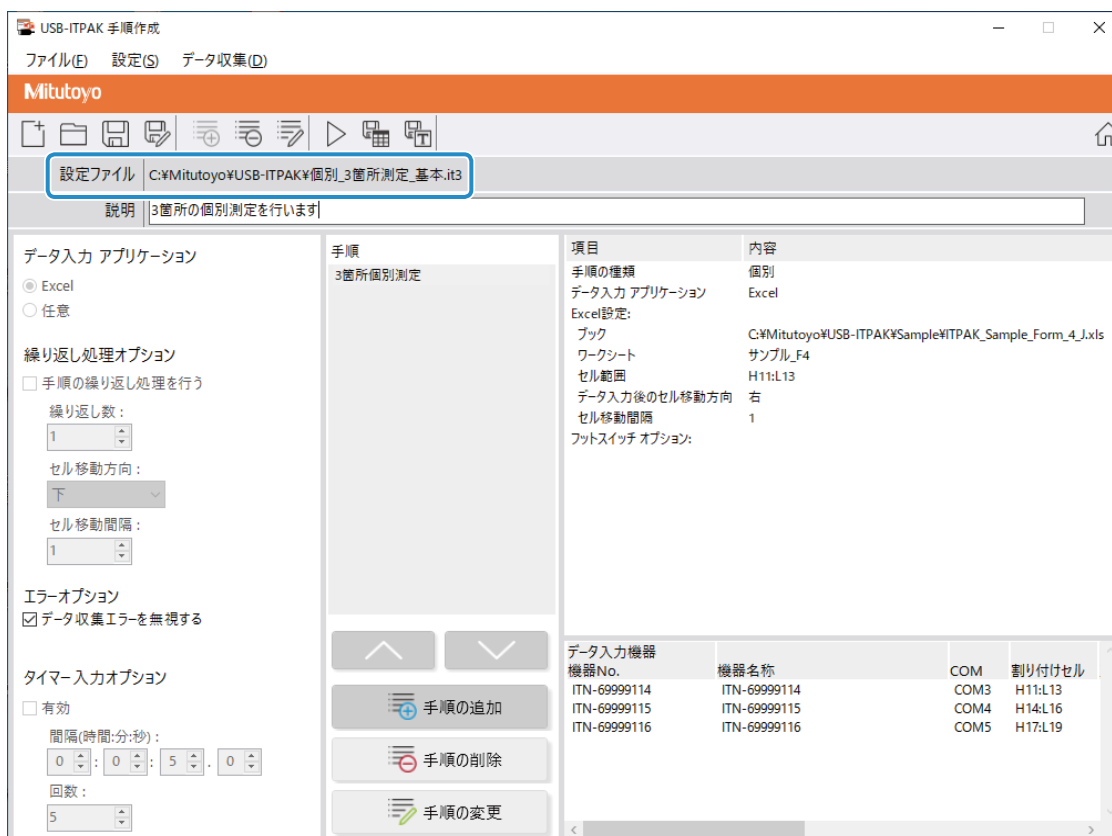 USB-ITPAK 手順作成
ファイル(F) 設定(S) データ収集(D)
Mitutoyo
設定ファイル C:¥Mitutoyo¥USB-ITPAK¥個別_3箇所測定_基本.it3
説明 3箇所の個別測定を行います
データ入力 アプリケーション
Excel
任意
繰り返し処理オプション
手順の繰り返し処理を行う
繰り返し数 :
1
セル移動方向 :
下
セル移動間隔 :
1
エラーオプション
データ収集エラーを無視する
タイマー入力オプション
有効
間隔(時間:分:秒) :
0 : 0 : 5 . 0
回数 :
5
手順
3箇所個別測定
手順の追加
手順の削除
手順の変更
項目 内容
手順の種類 個別
データ入力 アプリケーション Excel
Excel設定:
ブック C:¥Mitutoyo¥USB-ITPAK¥Sample¥ITPAK_Sample_Form_4_J.xls
ワークシート サンプル_F4
セル範囲 H11:L13
データ入力後のセル移動方向 右
セル移動間隔 1
フットスイッチ オプション:
データ入力機器
機器No. 機器名称 COM 割り付けセル
ITN-69999114 ITN-69999114 COM3 H11:L13
ITN-69999115 ITN-69999115 COM4 H14:L16
ITN-69999116 ITN-69999116 COM5 H17:L19